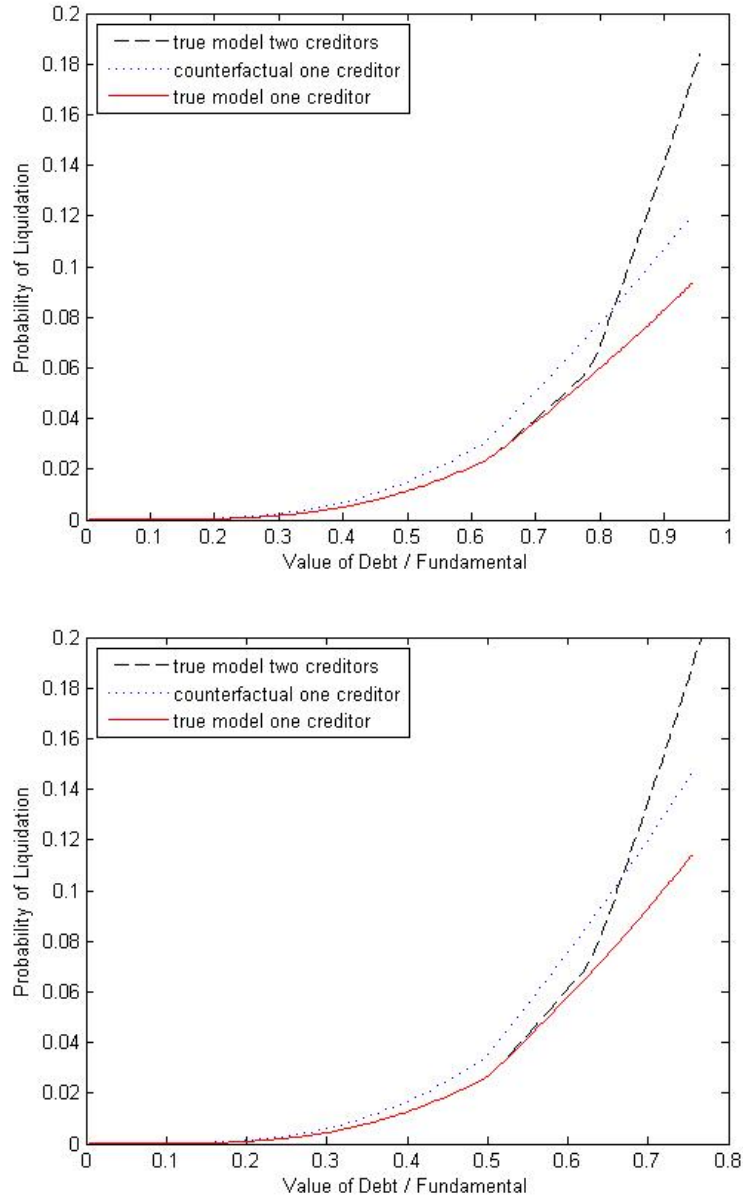 0.2
0.18
0.16
0.14
0.12
0.1
0.08
0.06
0.04
0.02
0
Probability of Liquidation
true model two creditors
counterfactual one creditor
true model one creditor
0 0.1 0.2 0.3 0.4 0.5 0.6 0.7 0.8 0.9 1
Value of Debt / Fundamental
0.2
0.18
0.16
0.14
0.12
0.1
0.08
0.06
0.04
0.02
0
Probability of Liquidation
true model two creditors
counterfactual one creditor
true model one creditor
0 0.1 0.2 0.3 0.4 0.5 0.6 0.7 0.8
Value of Debt / Fundamental